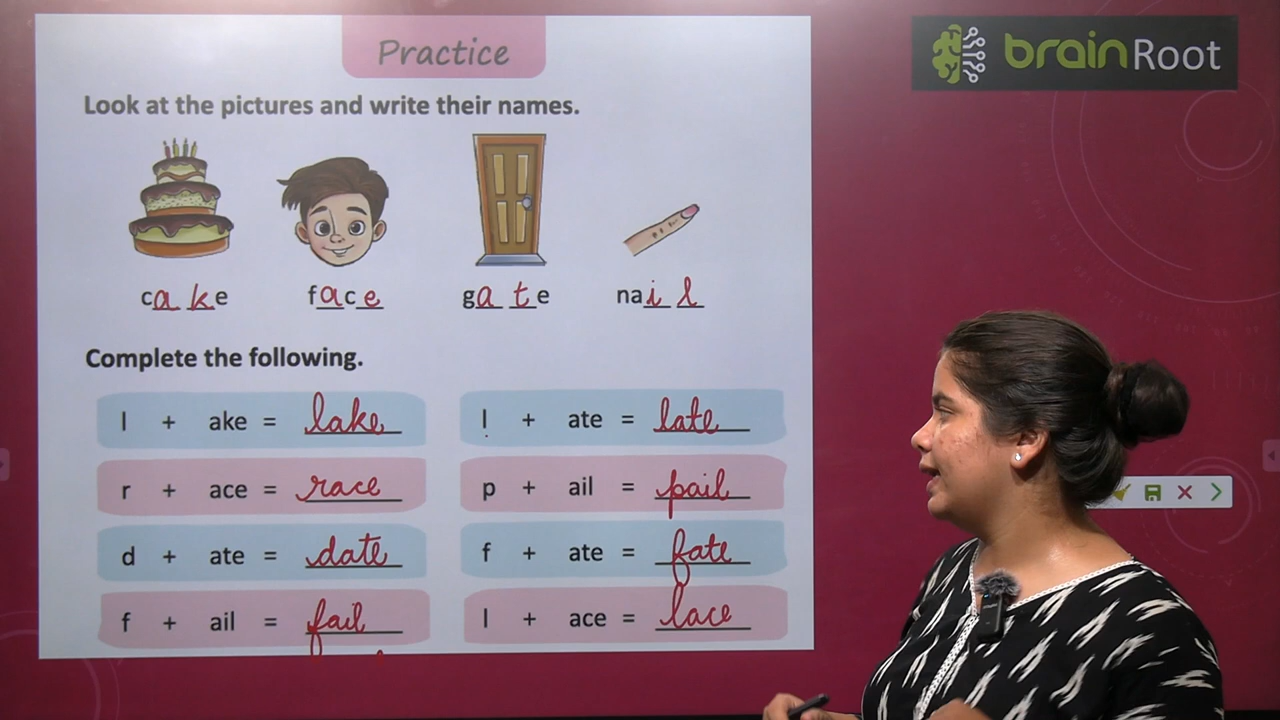 Practice
brainRoot
Look at the pictures and write their names.
cake face gate nail
Complete the following.
l + ake = lake l + ate = late
r + ace = race p + ail = pail
d + ate = date f + ate = fate
f + ail = fail l + ace = lace